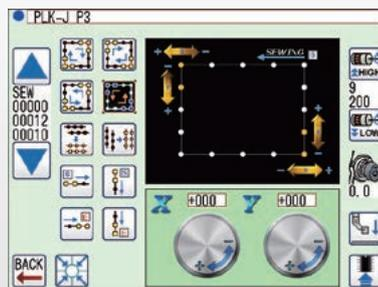 PLK-J P3
SEWING
SEW
00000
00012
00010
HIGH
9
200
LOW
0.0
X +000 Y +000
BACK